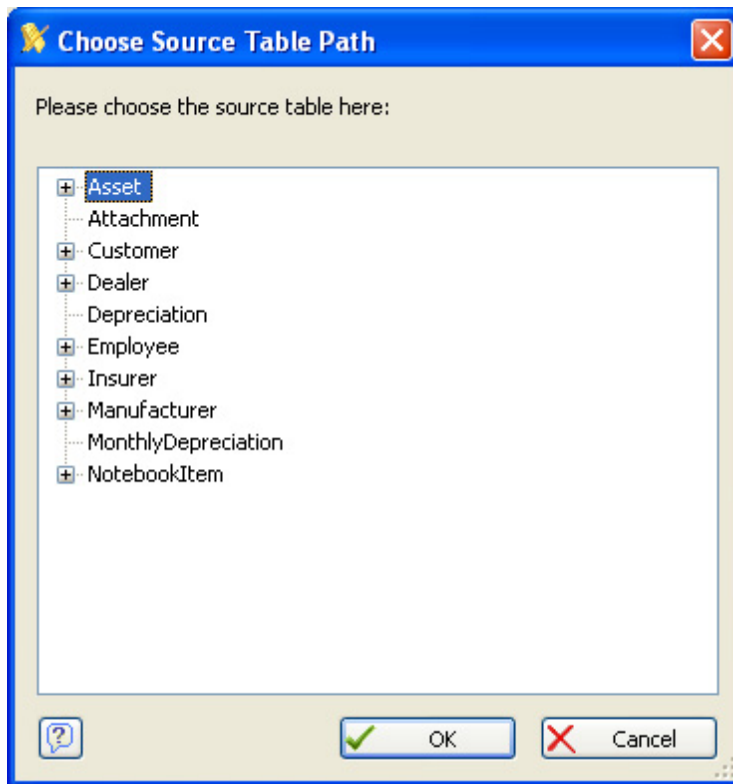 Choose Source Table Path
Please choose the source table here:
Asset
Attachment
Customer
Dealer
Depreciation
Employee
Insurer
Manufacturer
MonthlyDepreciation
NotebookItem
? OK Cancel